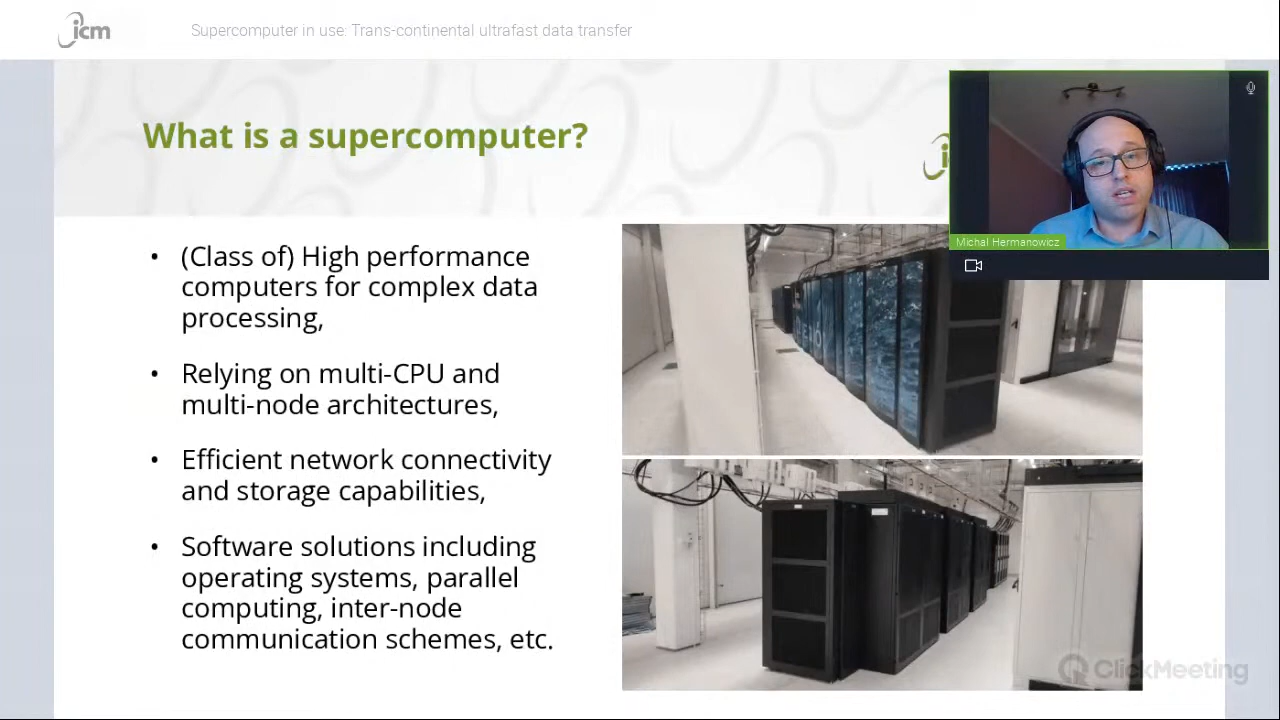 icm
Supercomputer in use: Trans-continental ultrafast data transfer
What is a supercomputer?
Michal Hermanowicz
• (Class of) High performance
computers for complex data
processing,
• Relying on multi-CPU and
multi-node architectures,
• Efficient network connectivity
and storage capabilities,
• Software solutions including
operating systems, parallel
computing, inter-node
communication schemes, etc.
ClickMeeting